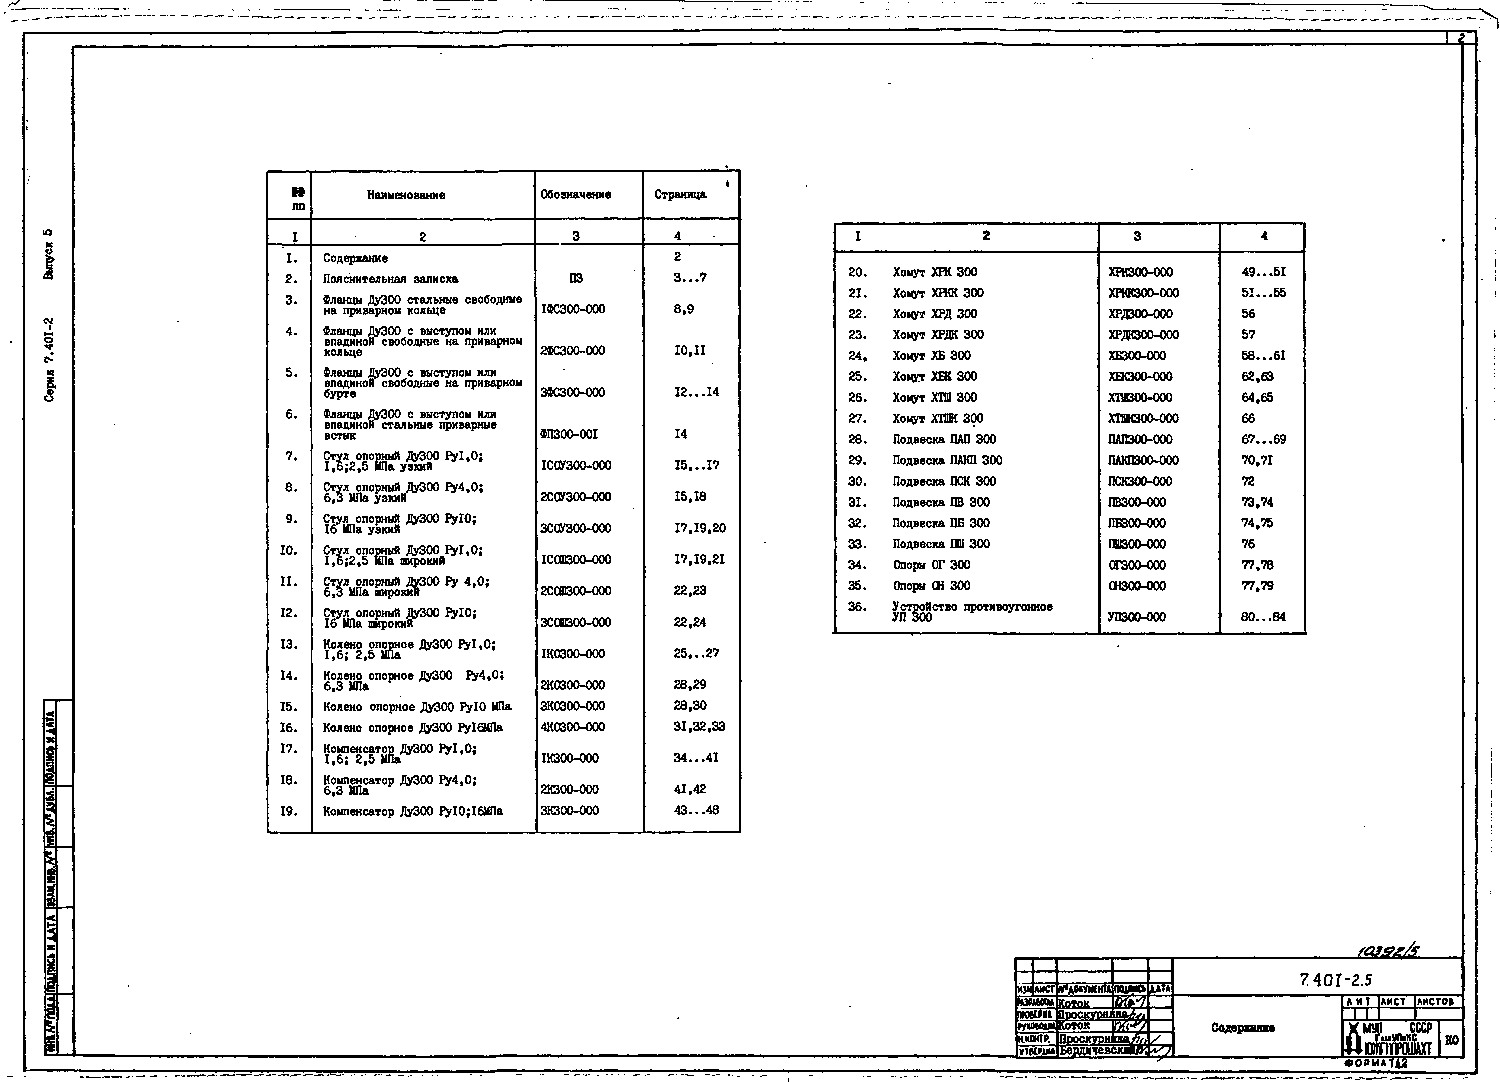 2
Серия 7.40I-2 Выпуск 5
№№ пп Наименование Обозначение Страница
I 2 3 4
I. Содержание 2
2. Пояснительная записка ПЗ 3...7
3. Фланцы Ду300 стальные свободные
на приварном кольце IФС300-000 8,9
4. Фланцы Ду300 с выступом или
впадиной свободные на приварном
кольце 2ФС300-000 I0,II
5. Фланцы Ду300 с выступом или
впадиной свободные на приварном
бурте 3ФС300-000 I2...I4
6. Фланцы Ду300 с выступом или
впадиной стальные приварные
встык ФП300-00I I4
7. Стул опорный Ду300 РуI,0;
I,6;2,5 МПа узкий IСОУ300-000 I5...I7
8. Стул опорный Ду300 Ру4,0;
6,3 МПа узкий 2СОУ300-000 I5,I8
9. Стул опорный Ду300 РуI0;
I6 МПа узкий 3СОУ300-000 I7,I9,20
I0. Стул опорный Ду300 РуI,0;
I,6;2,5 МПа широкий IСОШ300-000 I7,I9,2I
II. Стул опорный Ду300 Ру 4,0;
6,3 МПа широкий 2СОШ300-000 22,23
I2. Стул опорный Ду300 РуI0;
I6 МПа широкий 3СОШ300-000 22,24
I3. Колено опорное Ду300 РуI,0;
I,6; 2,5 МПа IКО300-000 25...27
I4. Колено опорное Ду300 Ру4,0;
6,3 МПа 2КО300-000 28,29
I5. Колено опорное Ду300 РуI0 МПа 3КО300-000 28,30
I6. Колено опорное Ду300 РуI6МПа 4КО300-000 3I,32,33
I7. Компенсатор Ду300 РуI,0;
I,6; 2,5 МПа IК300-000 34...4I
I8. Компенсатор Ду300 Ру4,0;
6,3 МПа 2К300-000 4I,42
I9. Компенсатор Ду300 РуI0;I6МПа 3К300-000 43...48
I 2 3 4
20. Хомут ХРК 300 ХРК300-000 49...5I
2I. Хомут ХРКК 300 ХРКК300-000 5I...55
22. Хомут ХРД 300 ХРД300-000 56
23. Хомут ХРДК 300 ХРДК300-000 57
24. Хомут ХБ 300 ХБ300-000 58...6I
25. Хомут ХБК 300 ХБК300-000 62,63
26. Хомут ХТШ 300 ХТШ300-000 64,65
27. Хомут ХТШК 300 ХТШК300-000 66
28. Подвеска ПАП 300 ПАП300-000 67...69
29. Подвеска ПАКП 300 ПАКП300-000 70,7I
30. Подвеска ПСК 300 ПСК300-000 72
3I. Подвеска ПВ 300 ПВ300-000 73,74
32. Подвеска ПБ 300 ПБ300-000 74,75
33. Подвеска ПШ 300 ПШ300-000 76
34. Опоры ОГ 300 ОГ300-000 77,78
35. Опоры ОН 300 ОН300-000 77,79
36. Устройство противоугонное
УП 300 УП300-000 80...84
ИНВ.№ПОДЛ. ПОДПИСЬ И ДАТА ВЗАМ.ИНВ.№ ИНВ.№ДУБЛ. ПОДПИСЬ И ДАТА
10392/5
7.40I-2.5
ИЗМ ЛИСТ №ДОКУМЕНТА ПОДПИСЬ ДАТА
РАЗРАБОТАЛ Коток
ПРОВЕРИЛ Проскурнина
РУКОВОДИТ Коток
Н.КОНТР. Проскурнина
УТВЕРДИЛ Бердичевский
Содержание
ЛИТ ЛИСТ ЛИСТОВ
МУП СССР
ЮЖГИПРОШАХТ
КО
ФОРМАТА2